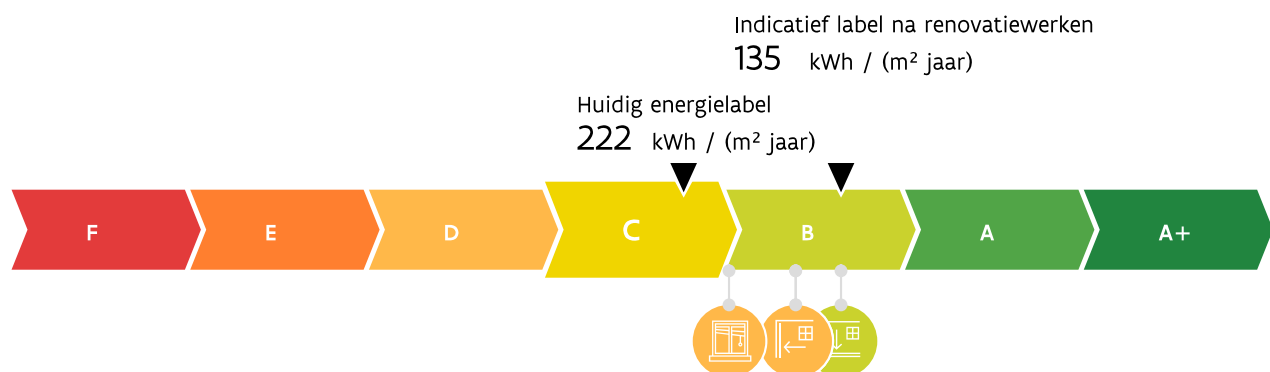 Indicatief label na renovatiewerken
135 kWh / (m² jaar)
Huidig energielabel
222 kWh / (m² jaar)
F E D C B A A+